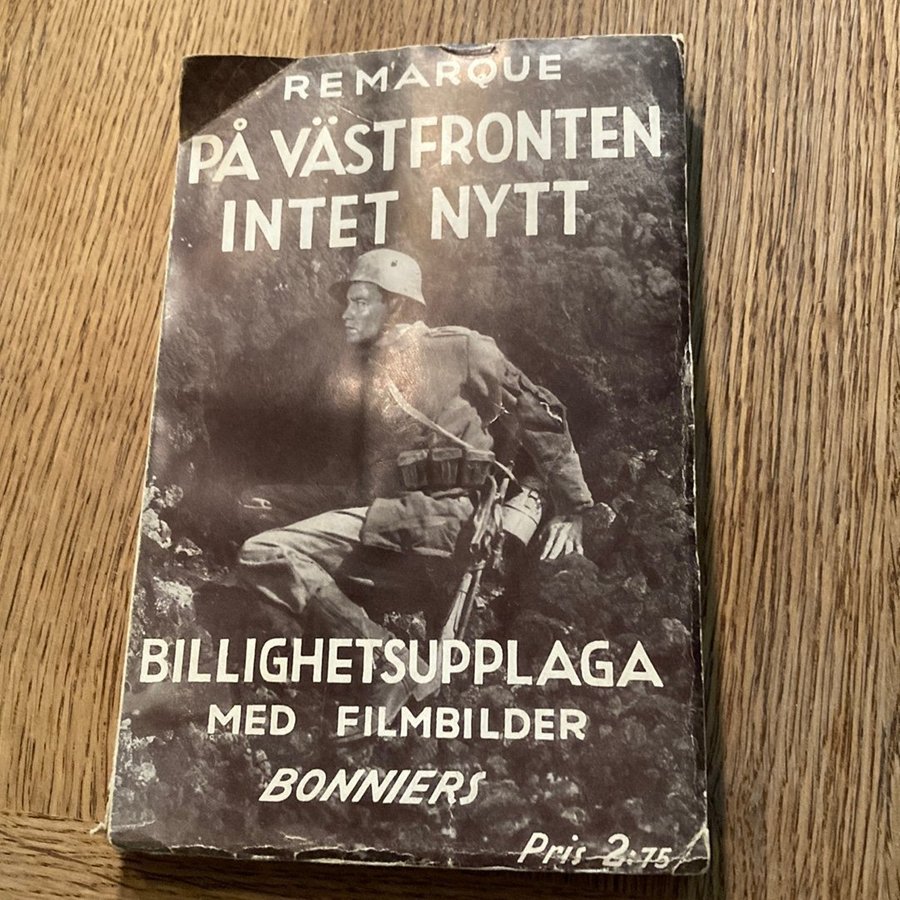 REMARQUE
PÅ VÄSTFRONTEN
INTET NYTT
BILLIGHETSUPPLAGA
MED FILMBILDER
BONNIERS
Pris 2:75